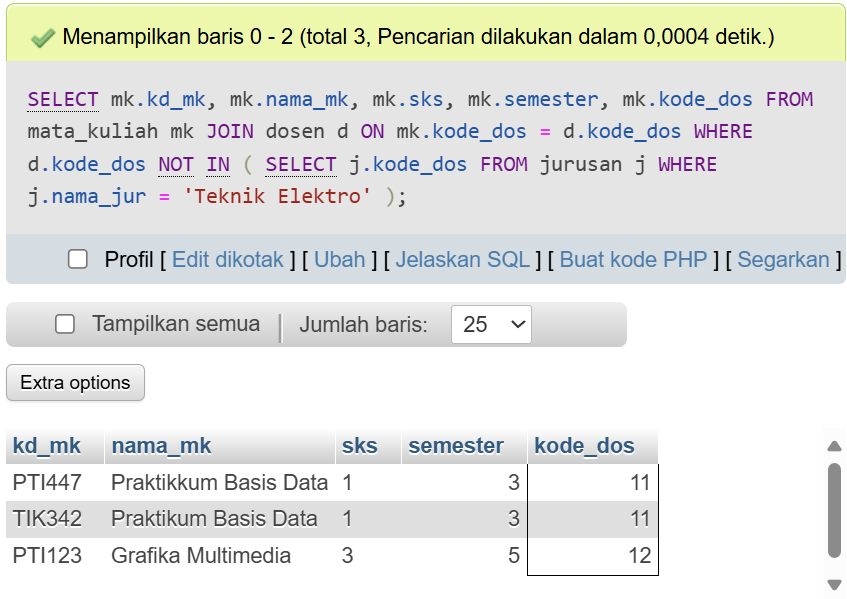 Menampilkan baris 0 - 2 (total 3, Pencarian dilakukan dalam 0,0004 detik.)
SELECT mk.kd_mk, mk.nama_mk, mk.sks, mk.semester, mk.kode_dos FROM
mata_kuliah mk JOIN dosen d ON mk.kode_dos = d.kode_dos WHERE
d.kode_dos NOT IN ( SELECT j.kode_dos FROM jurusan j WHERE
j.nama_jur = 'Teknik Elektro' );
Profil [ Edit dikotak ] [ Ubah ] [ Jelaskan SQL ] [ Buat kode PHP ] [ Segarkan ]
Tampilkan semua | Jumlah baris: 25
Extra options
kd_mk nama_mk sks semester kode_dos
PTI447 Praktikkum Basis Data 1 3 11
TIK342 Praktikum Basis Data 1 3 11
PTI123 Grafika Multimedia 3 5 12